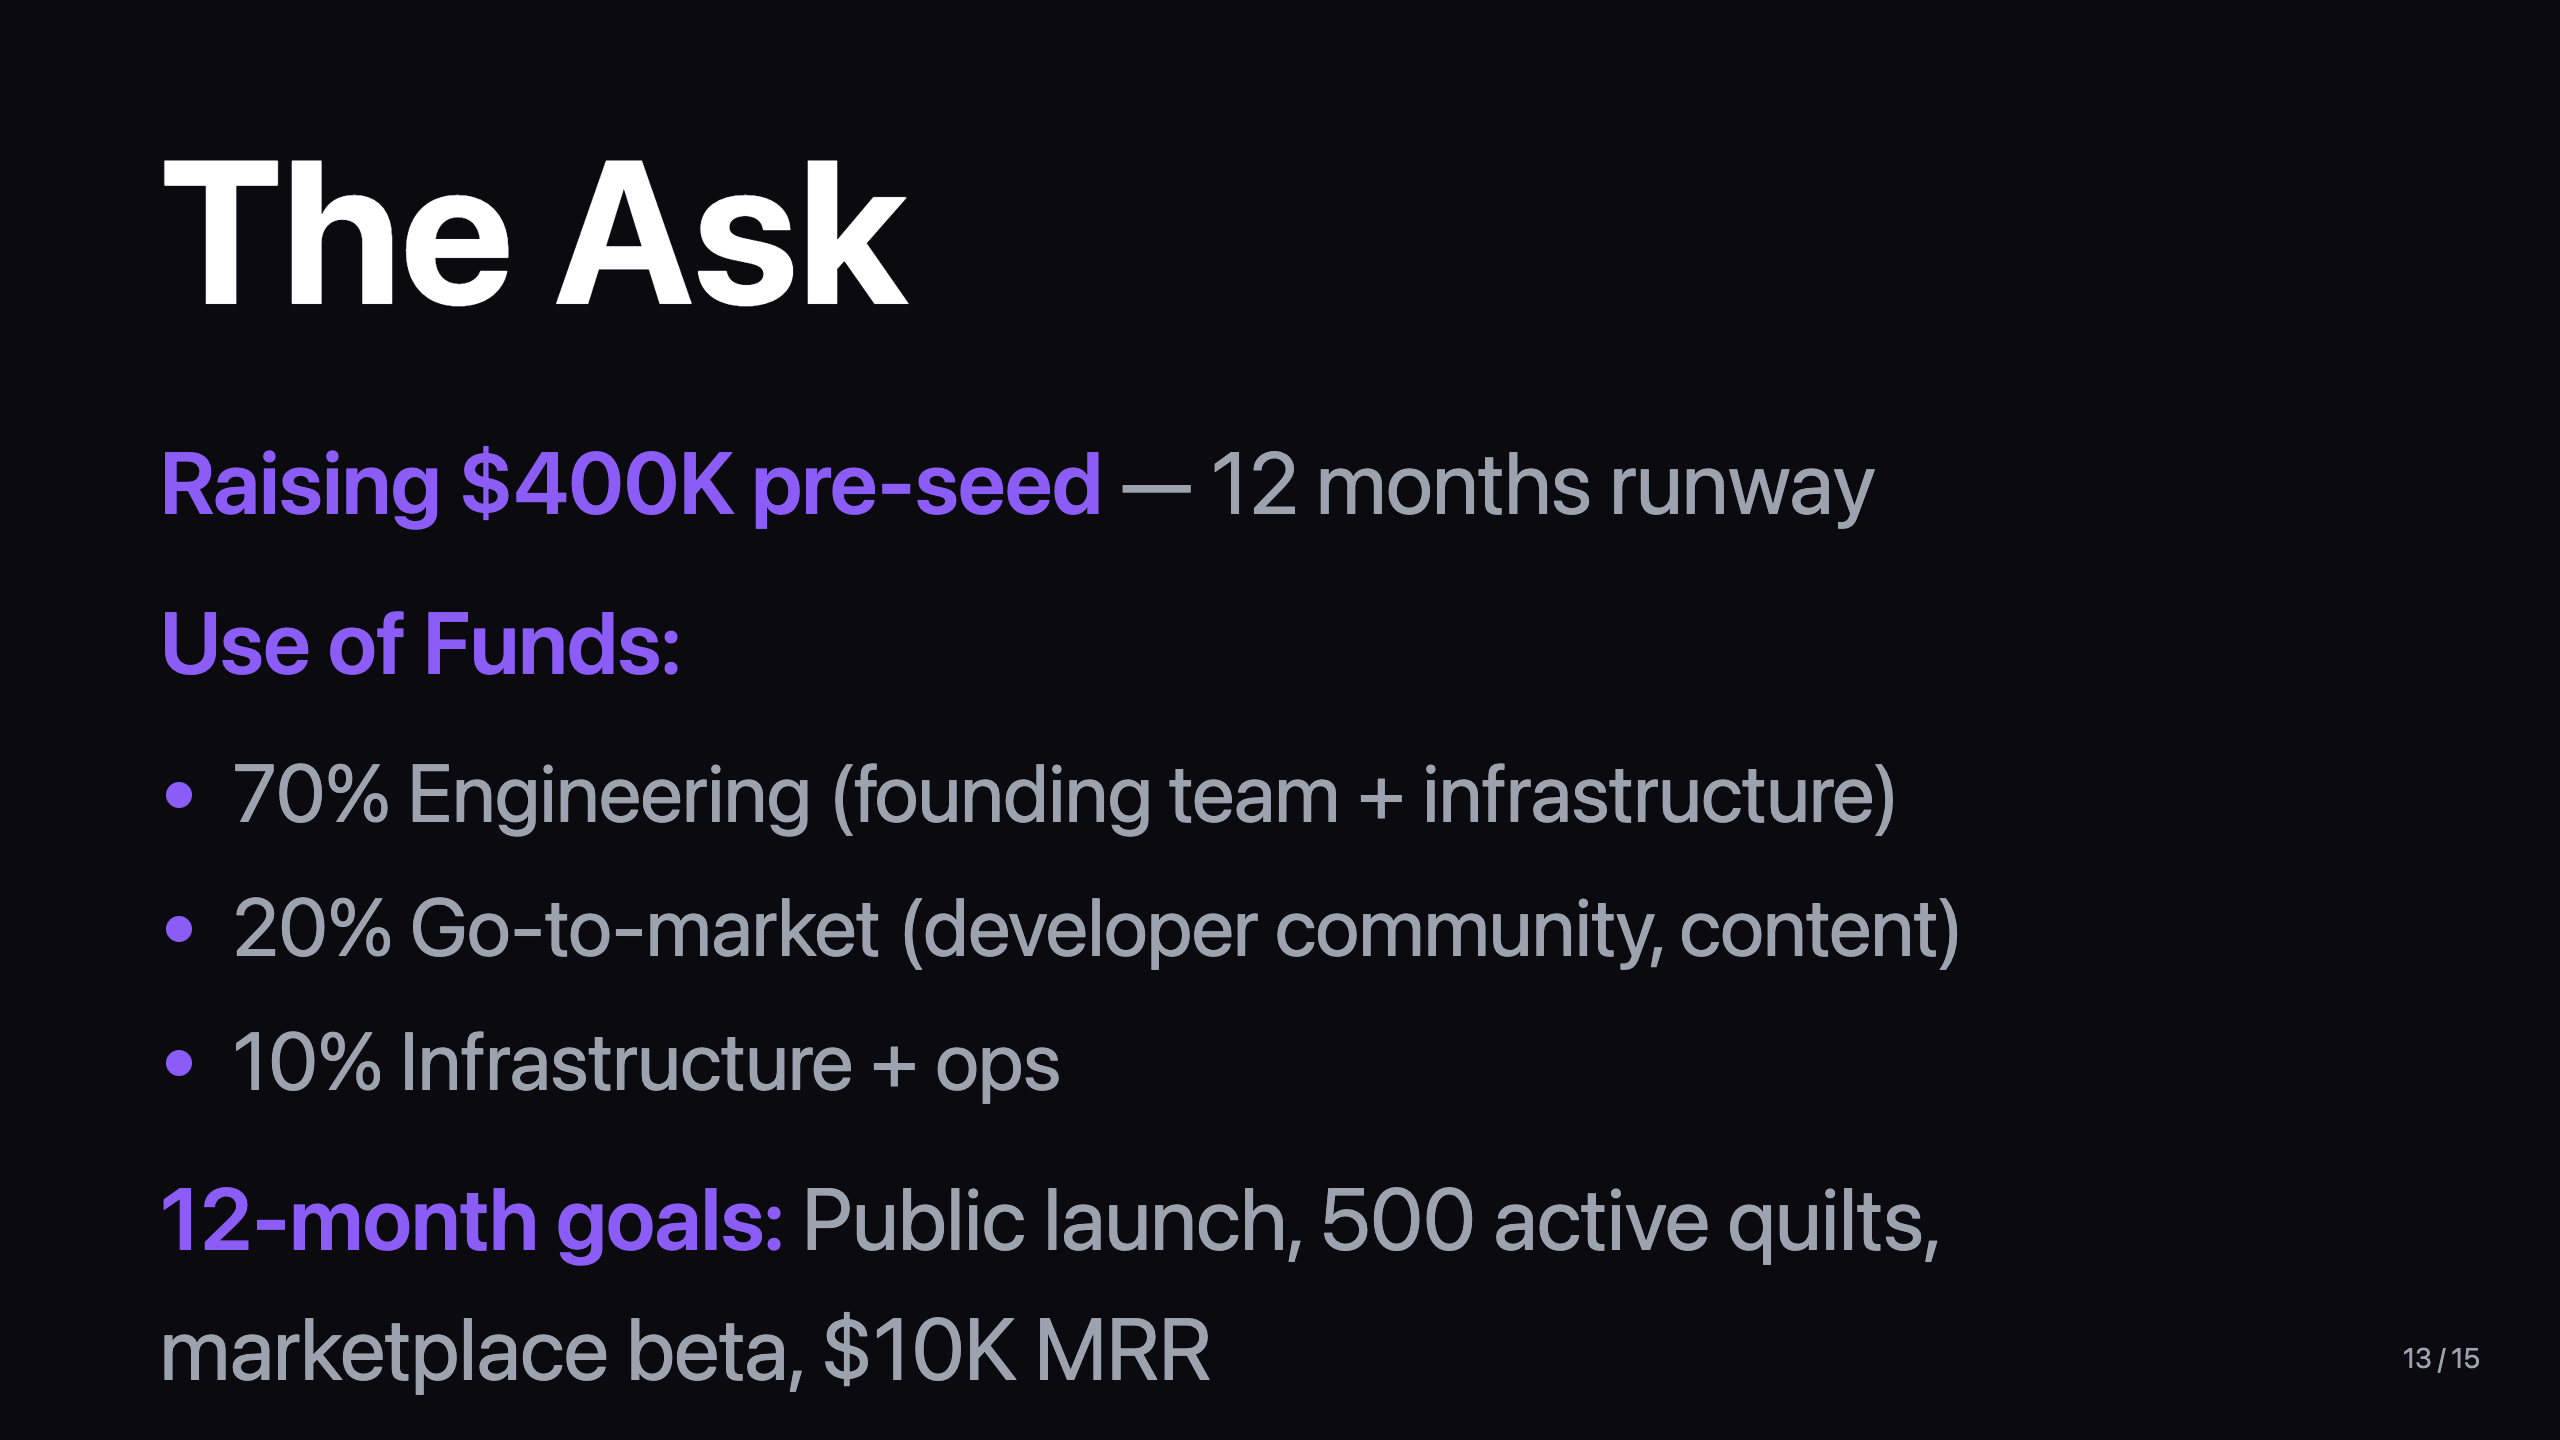 The Ask
Raising $400K pre-seed — 12 months runway
Use of Funds:
• 70% Engineering (founding team + infrastructure)
• 20% Go-to-market (developer community, content)
• 10% Infrastructure + ops
12-month goals: Public launch, 500 active quilts,
marketplace beta, $10K MRR
13 / 15